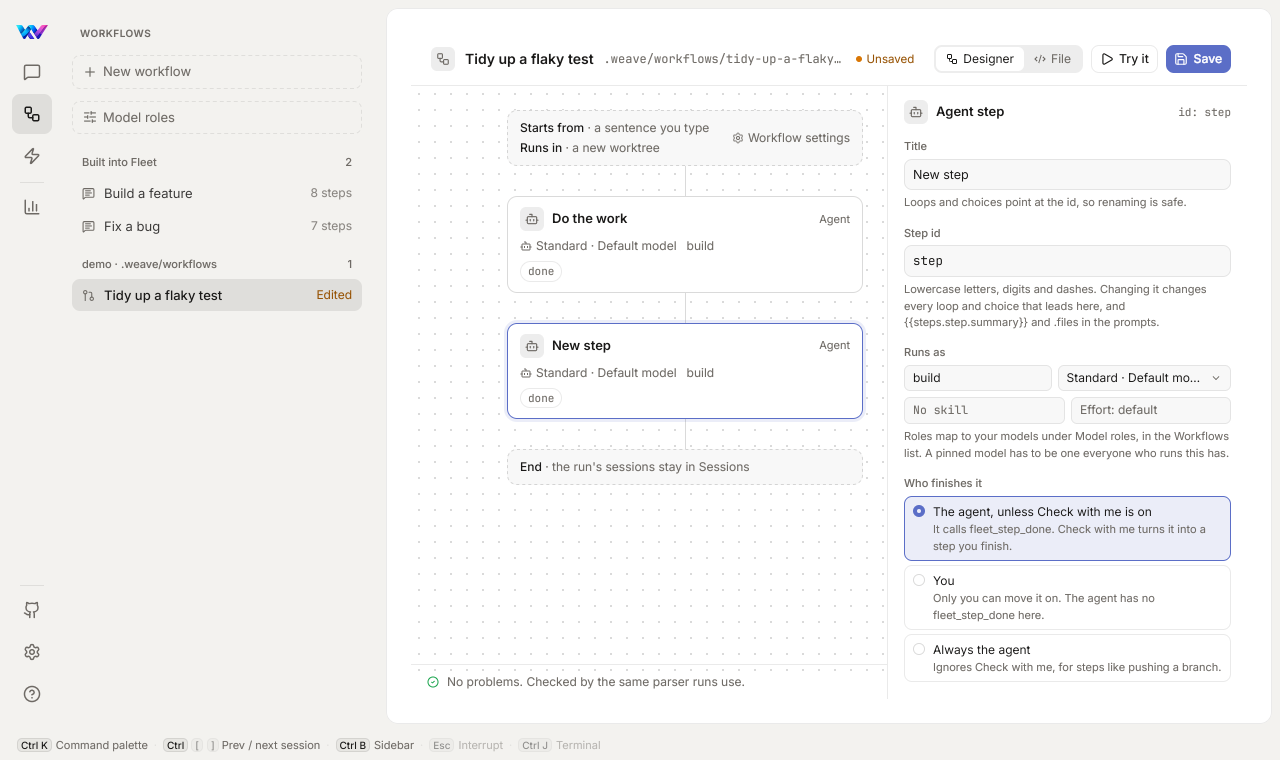 WORKFLOWS
New workflow
Model roles
Built into Fleet 2
Build a feature 8 steps
Fix a bug 7 steps
demo · .weave/workflows 1
Tidy up a flaky test Edited
Tidy up a flaky test .weave/workflows/tidy-up-a-flaky… Unsaved Designer File Try it Save
Starts from · a sentence you type
Runs in · a new worktree
Workflow settings
Do the work Agent
Standard · Default model build
done
New step Agent
Standard · Default model build
done
End · the run's sessions stay in Sessions
No problems. Checked by the same parser runs use.
Agent step id: step
Title
New step
Loops and choices point at the id, so renaming is safe.
Step id
step
Lowercase letters, digits and dashes. Changing it changes
every loop and choice that leads here, and
{{steps.step.summary}} and .files in the prompts.
Runs as
build Standard · Default mo...
No skill Effort: default
Roles map to your models under Model roles, in the Workflows
list. A pinned model has to be one everyone who runs this has.
Who finishes it
The agent, unless Check with me is on
It calls fleet_step_done. Check with me turns it into a
step you finish.
You
Only you can move it on. The agent has no
fleet_step_done here.
Always the agent
Ignores Check with me, for steps like pushing a branch.
Ctrl K Command palette Ctrl [ ] Prev / next session Ctrl B Sidebar Esc Interrupt Ctrl J Terminal